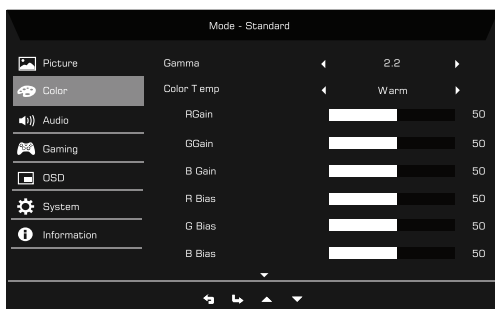 Mode - Standard
Picture
Gamma 2.2
Color
Color Temp Warm
RGain 50
Audio
GGain 50
Gaming
B Gain 50
OSD
R Bias 50
System
G Bias 50
Information
B Bias 50